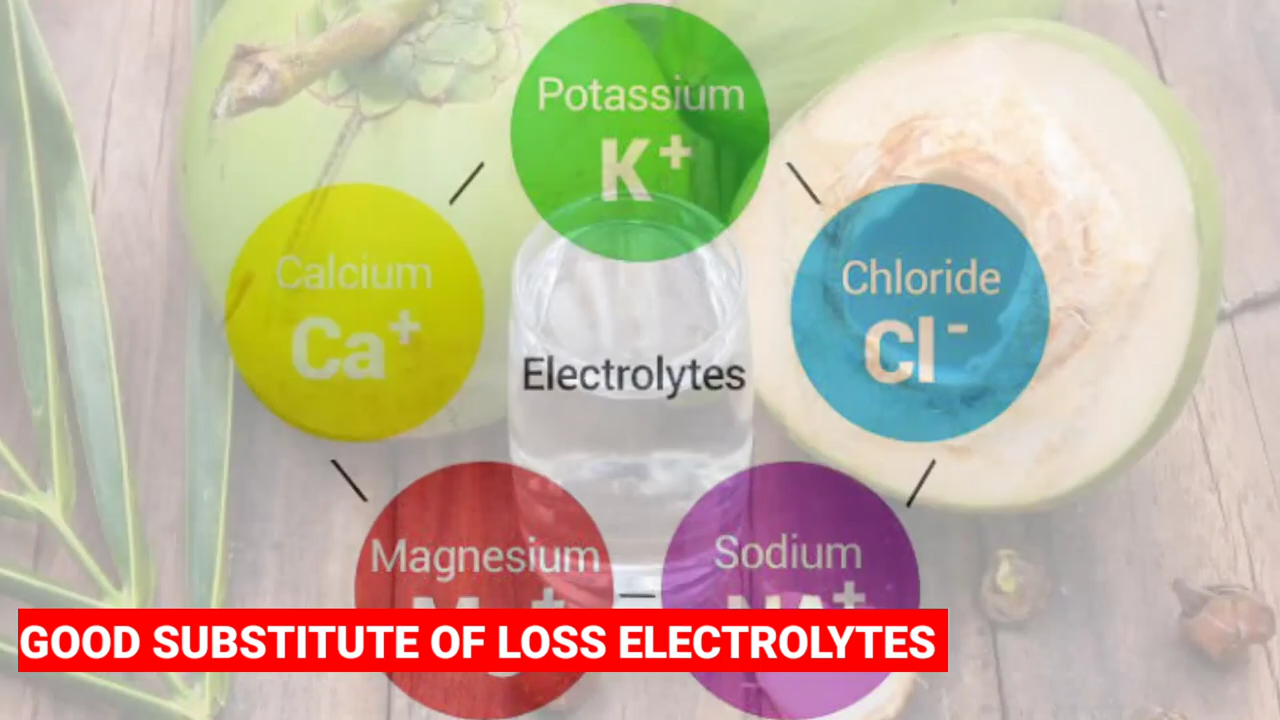 Potassium
K+
Calcium
Ca+
Chloride
Cl-
Electrolytes
Magnesium
Sodium
GOOD SUBSTITUTE OF LOSS ELECTROLYTES